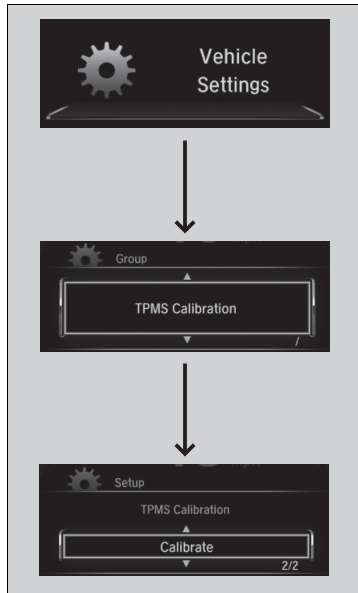 Vehicle
Settings
Group
TPMS Calibration
/
Setup
TPMS Calibration
Calibrate
2/2